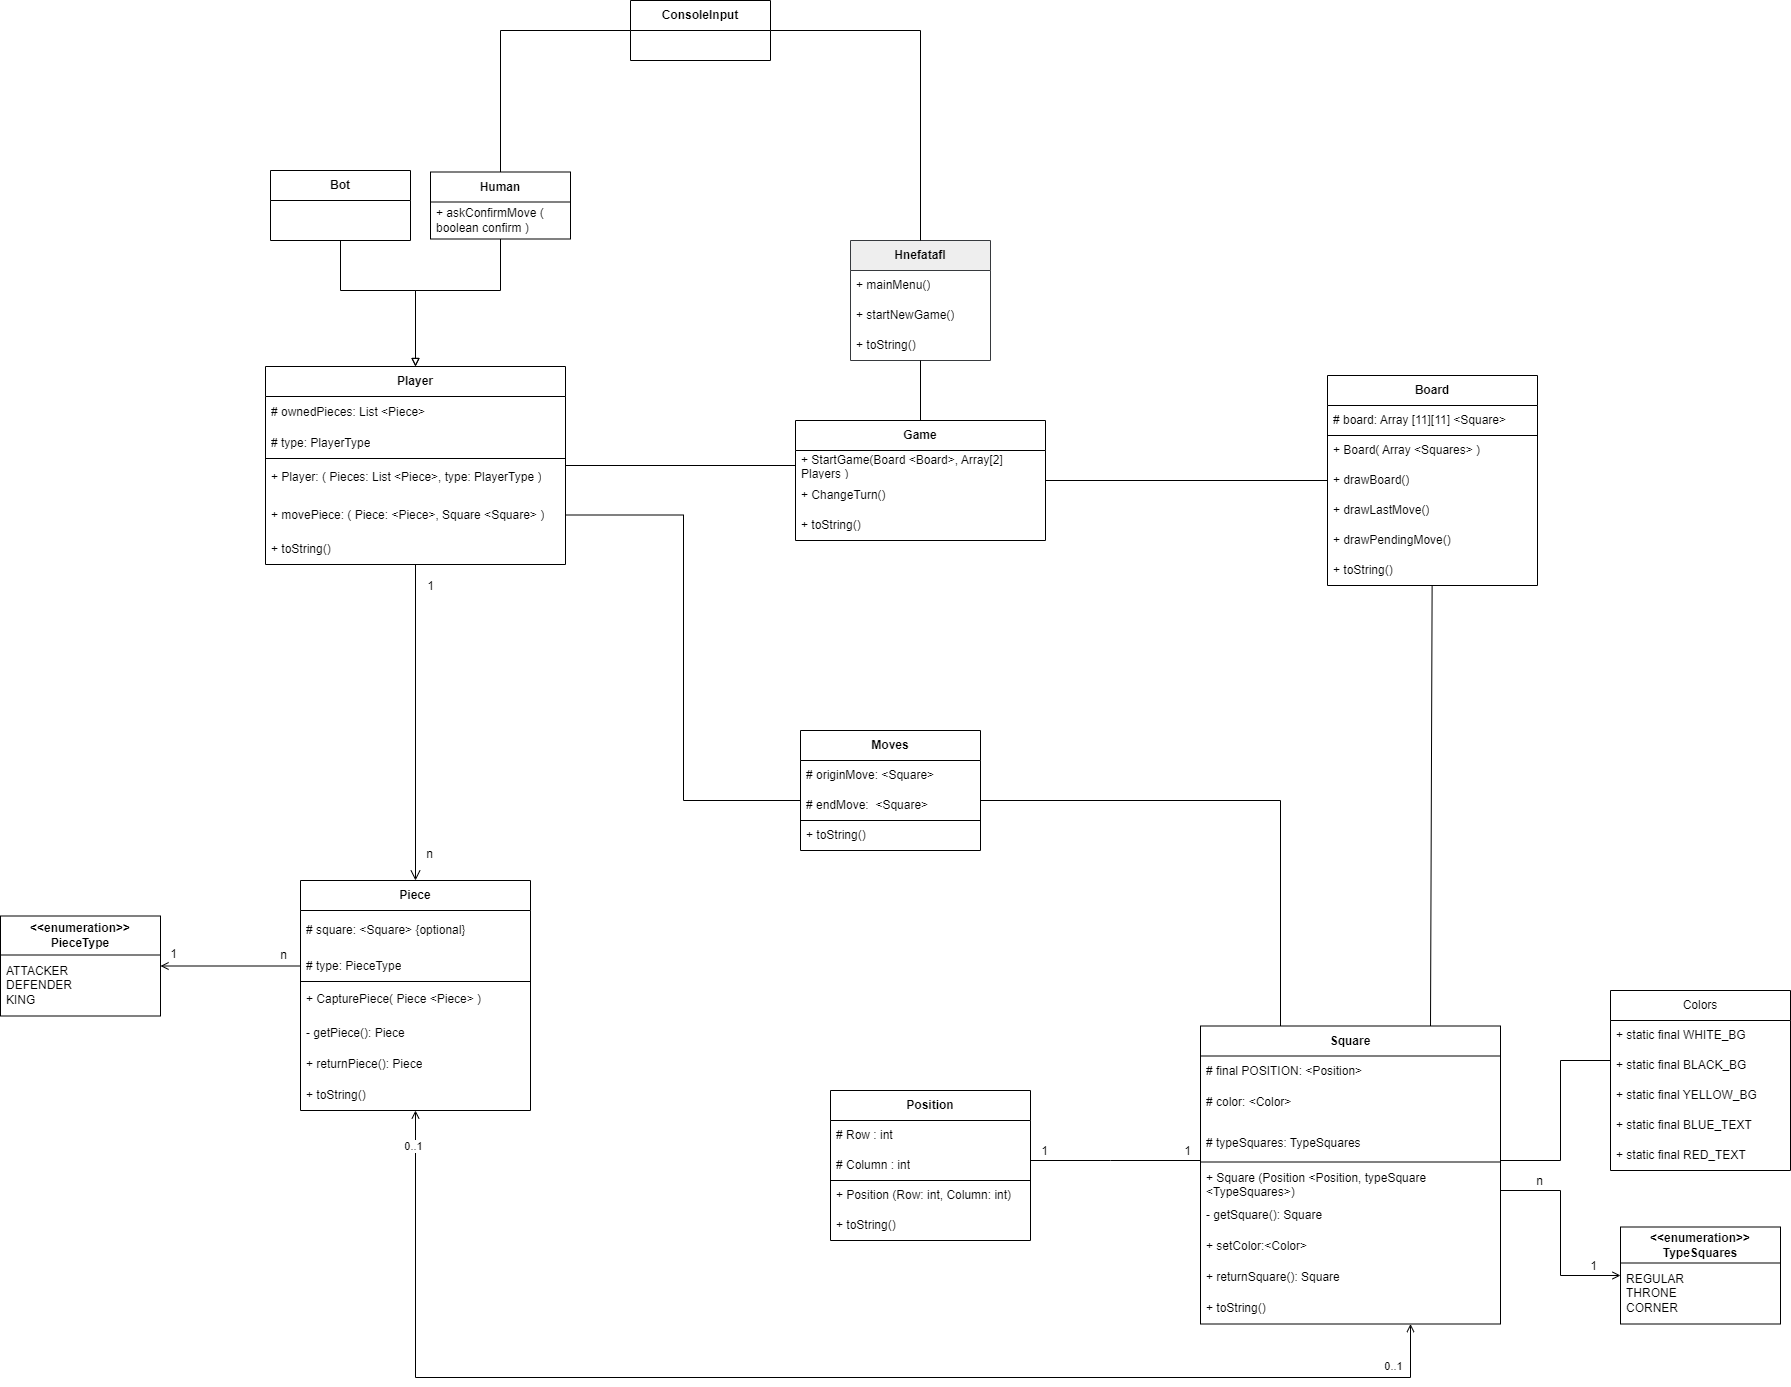 ConsoleInput
Bot
Human
+ askConfirmMove (
boolean confirm )
Hnefatafl
+ mainMenu()
+ startNewGame()
+ toString()
Player
# ownedPieces: List <Piece>
# type: PlayerType
+ Player: ( Pieces: List <Piece>, type: PlayerType )
+ movePiece: ( Piece: <Piece>, Square <Square> )
+ toString()
Game
+ StartGame(Board <Board>, Array[2]
Players )
+ ChangeTurn()
+ toString()
Board
# board: Array [11][11] <Square>
+ Board( Array <Squares> )
+ drawBoard()
+ drawLastMove()
+ drawPendingMove()
+ toString()
1
n
Moves
# originMove: <Square>
# endMove:  <Square>
+ toString()
<<enumeration>>
PieceType
ATTACKER
DEFENDER
KING
1
n
Piece
# square: <Square> {optional}
# type: PieceType
+ CapturePiece( Piece <Piece> )
- getPiece(): Piece
+ returnPiece(): Piece
+ toString()
0..1
Position
# Row : int
# Column : int
+ Position (Row: int, Column: int)
+ toString()
1
1
Square
# final POSITION: <Position>
# color: <Color>
# typeSquares: TypeSquares
+ Square (Position <Position, typeSquare
<TypeSquares>)
- getSquare(): Square
+ setColor:<Color>
+ returnSquare(): Square
+ toString()
Colors
+ static final WHITE_BG
+ static final BLACK_BG
+ static final YELLOW_BG
+ static final BLUE_TEXT
+ static final RED_TEXT
n
1
<<enumeration>>
TypeSquares
REGULAR
THRONE
CORNER
0..1